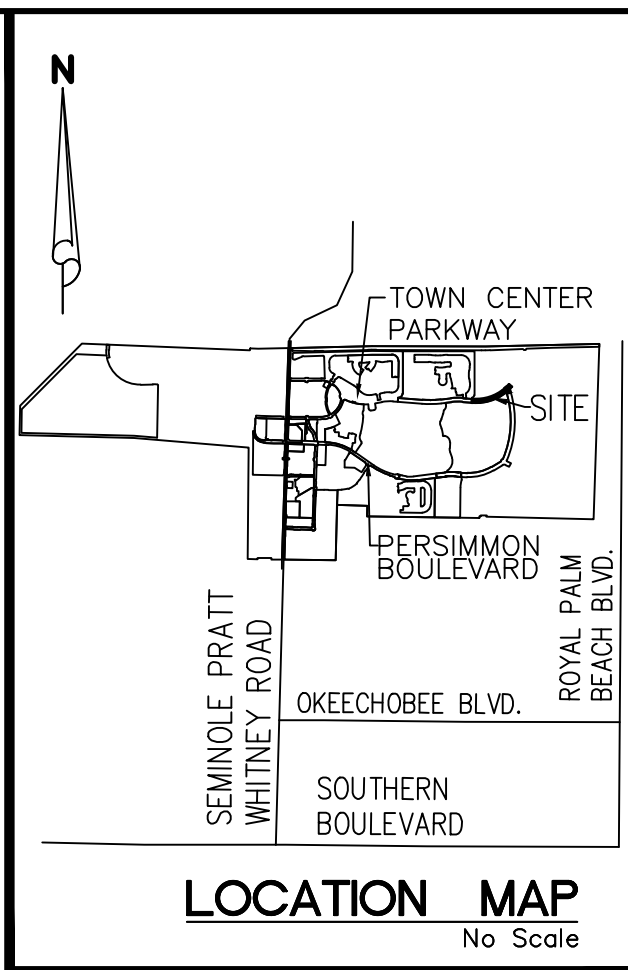 N
TOWN CENTER
PARKWAY
SITE
PERSIMMON
BOULEVARD
ROYAL PALM
BEACH BLVD.
SEMINOLE PRATT
WHITNEY ROAD
OKEECHOBEE BLVD.
SOUTHERN
BOULEVARD
LOCATION MAP
No Scale